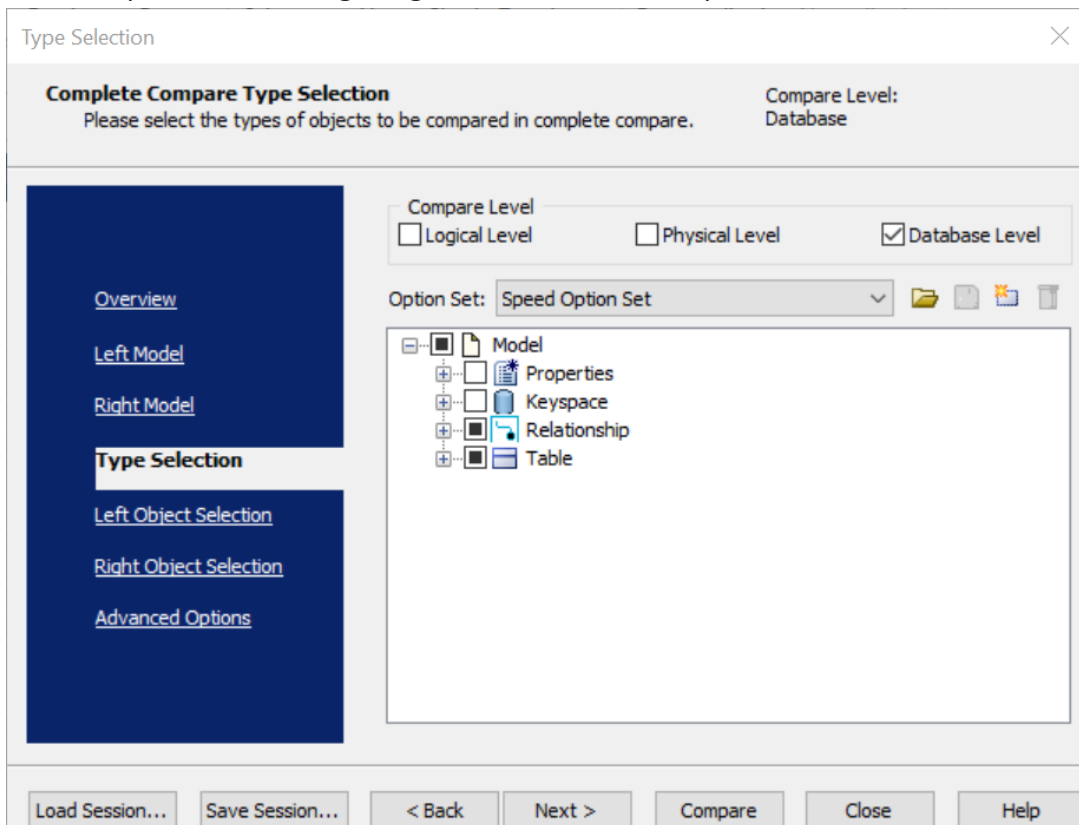 Type Selection
Complete Compare Type Selection
Please select the types of objects to be compared in complete compare.
Compare Level:
Database
Overview
Left Model
Right Model
Type Selection
Left Object Selection
Right Object Selection
Advanced Options
Compare Level
Logical Level Physical Level Database Level
Option Set: Speed Option Set
Model
Properties
Keyspace
Relationship
Table
Load Session... Save Session... < Back Next > Compare Close Help